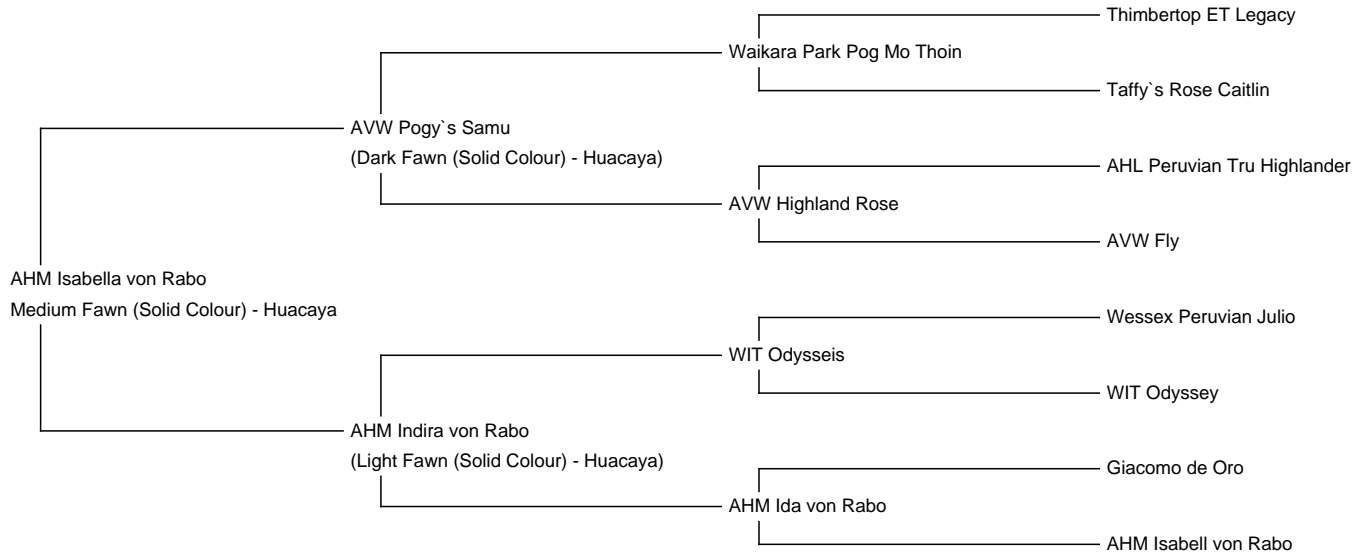 Thimbertop ET Legacy
Waikara Park Pog Mo Thoin
Taffy`s Rose Caitlin
AVW Pogy`s Samu
(Dark Fawn (Solid Colour) - Huacaya)
AHL Peruvian Tru Highlander
AVW Highland Rose
AVW Fly
AHM Isabella von Rabo
Medium Fawn (Solid Colour) - Huacaya
Wessex Peruvian Julio
WIT Odysseis
WIT Odyssey
AHM Indira von Rabo
(Light Fawn (Solid Colour) - Huacaya)
Giacomo de Oro
AHM Ida von Rabo
AHM Isabell von Rabo